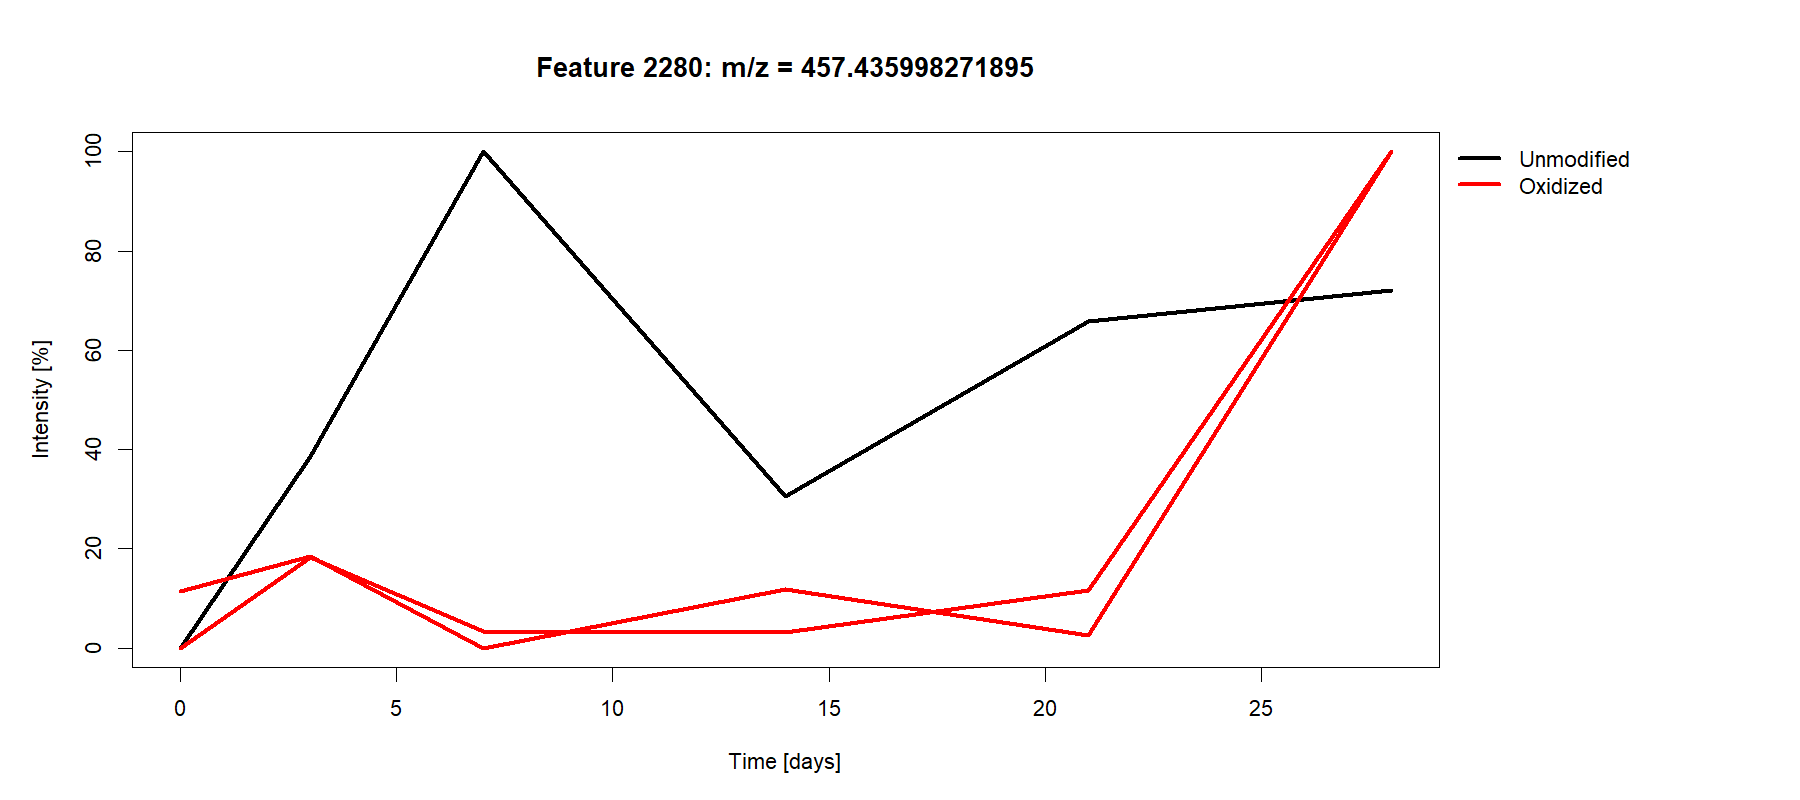 Feature 2280: m/z = 457.435998271895
Unmodified
Oxidized
Intensity [%]
100
80
60
40
20
0
0 5 10 15 20 25
Time [days]